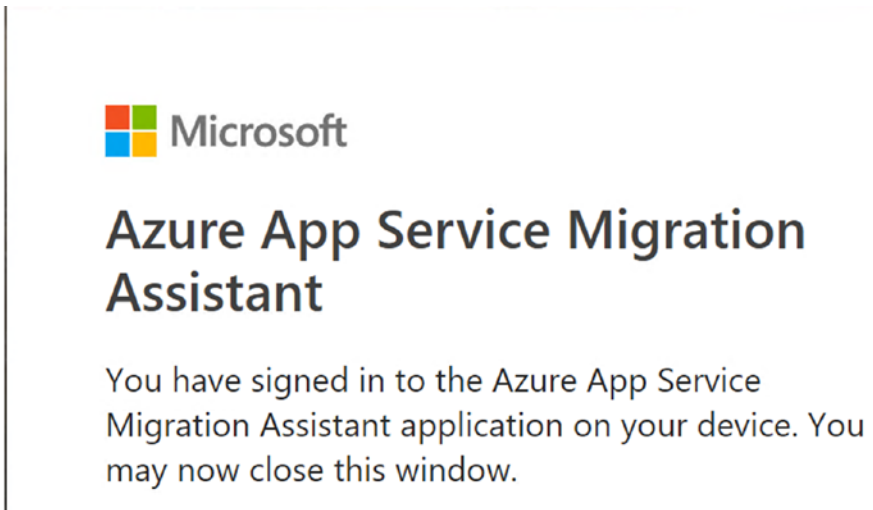 Microsoft
Azure App Service Migration
Assistant
You have signed in to the Azure App Service
Migration Assistant application on your device. You
may now close this window.